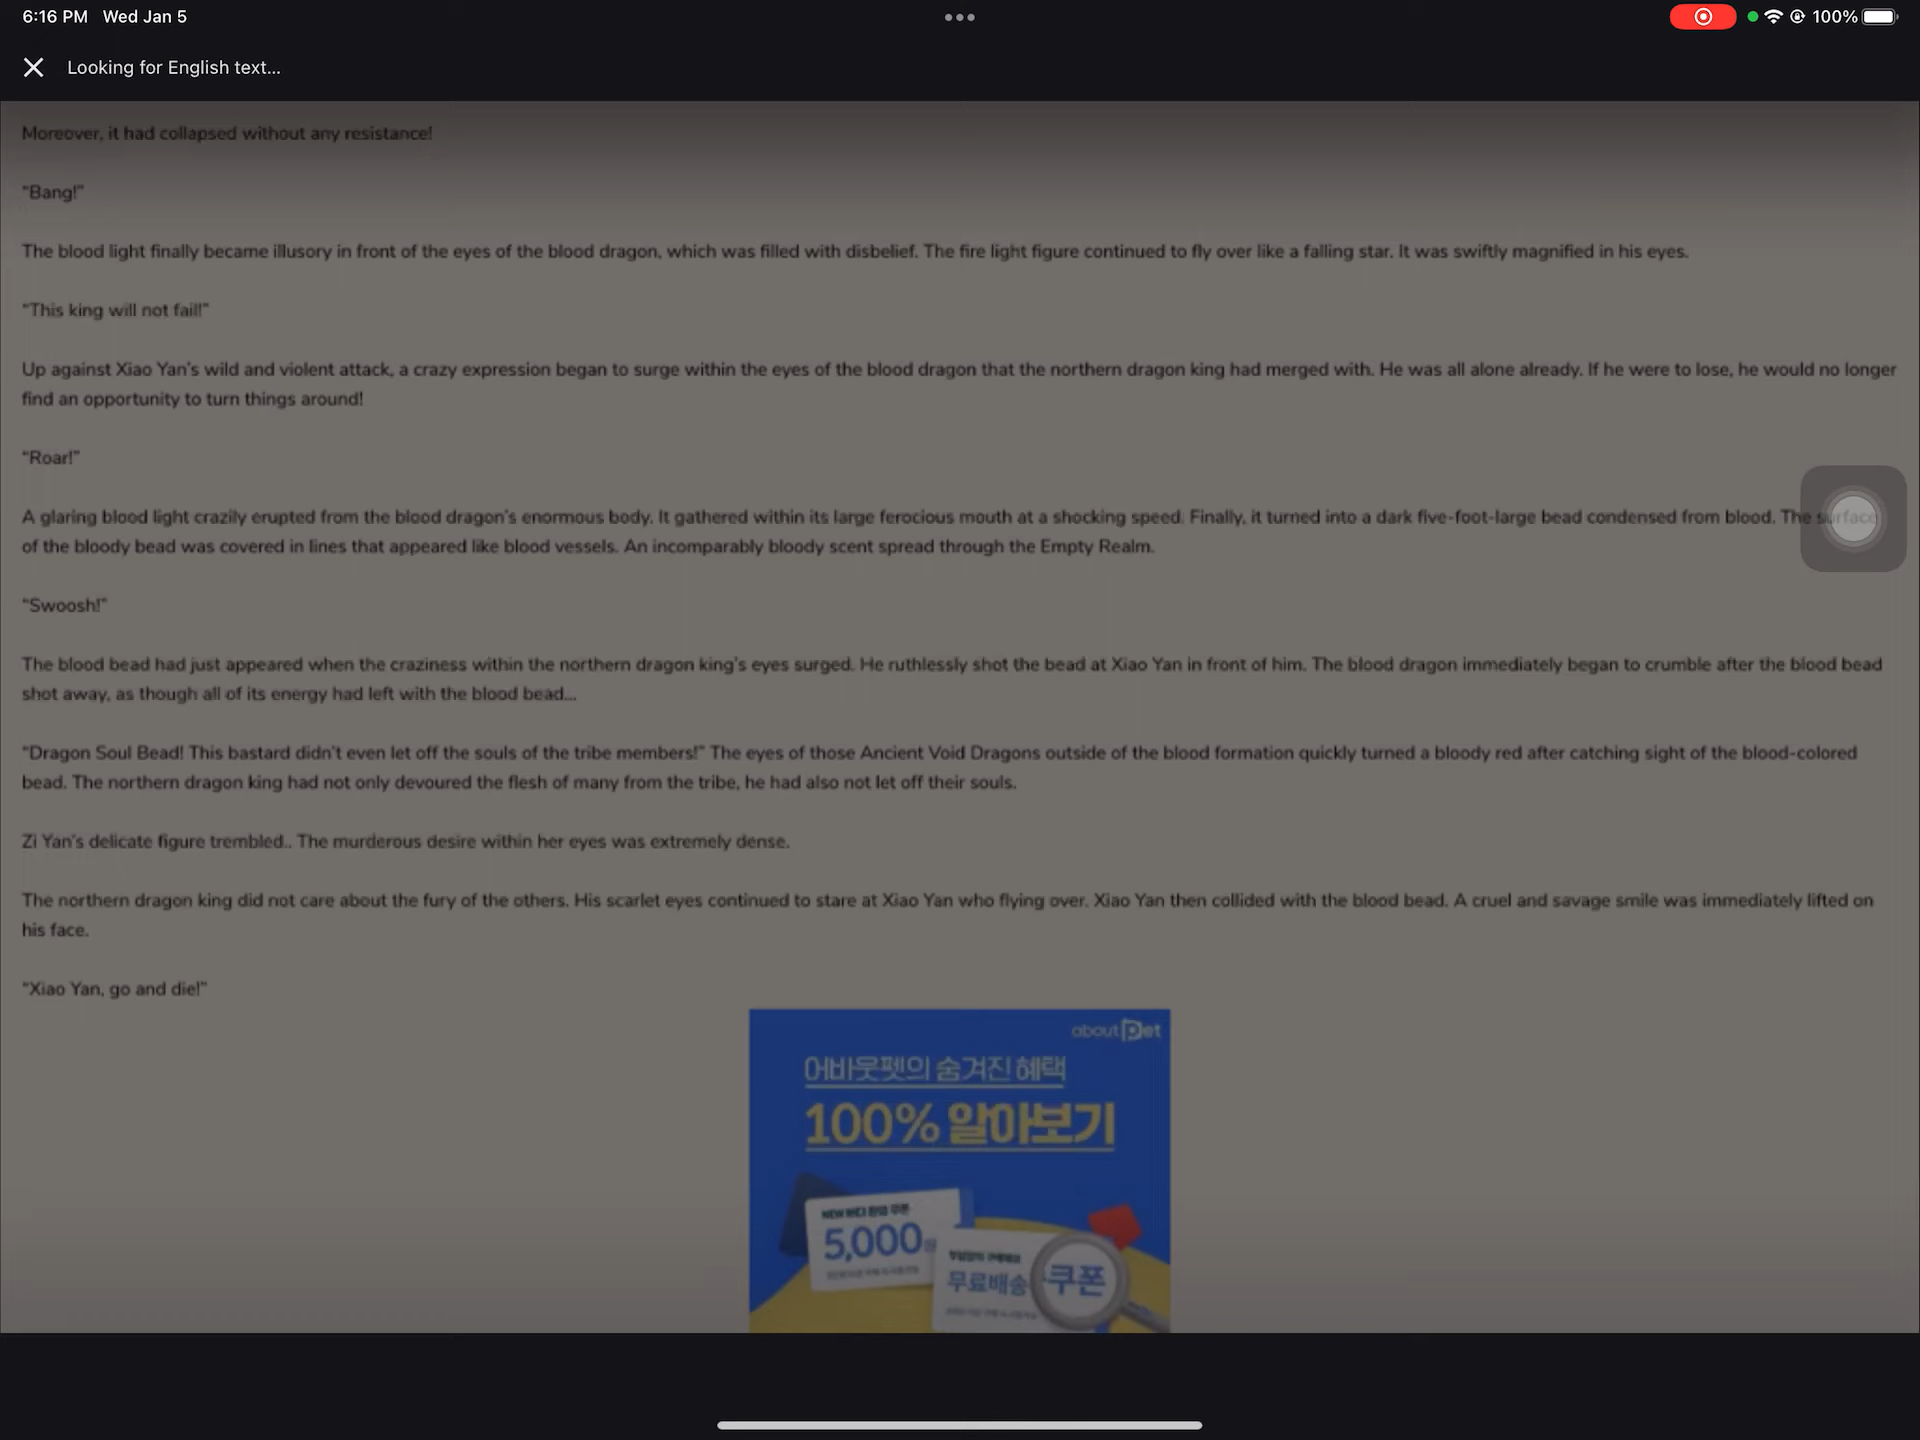 6:16 PM Wed Jan 5
100%
Looking for English text...
Moreover, it had collapsed without any resistance!
“Bang!”
The blood light finally became illusory in front of the eyes of the blood dragon, which was filled with disbelief. The fire light figure continued to fly over like a falling star. It was swiftly magnified in his eyes.
“This king will not fail!”
Up against Xiao Yan’s wild and violent attack, a crazy expression began to surge within the eyes of the blood dragon that the northern dragon king had merged with. He was all alone already. If he were to lose, he would no longer
find an opportunity to turn things around!
“Roar!”
A glaring blood light crazily erupted from the blood dragon’s enormous body. It gathered within its large ferocious mouth at a shocking speed. Finally, it turned into a dark five-foot-large bead condensed from blood. The surface
of the bloody bead was covered in lines that appeared like blood vessels. An incomparably bloody scent spread through the Empty Realm.
“Swoosh!”
The blood bead had just appeared when the craziness within the northern dragon king’s eyes surged. He ruthlessly shot the bead at Xiao Yan in front of him. The blood dragon immediately began to crumble after the blood bead
shot away, as though all of its energy had left with the blood bead...
“Dragon Soul Bead! This bastard didn’t even let off the souls of the tribe members!” The eyes of those Ancient Void Dragons outside of the blood formation quickly turned a bloody red after catching sight of the blood-colored
bead. The northern dragon king had not only devoured the flesh of many from the tribe, he had also not let off their souls.
Zi Yan’s delicate figure trembled.. The murderous desire within her eyes was extremely dense.
The northern dragon king did not care about the fury of the others. His scarlet eyes continued to stare at Xiao Yan who flying over. Xiao Yan then collided with the blood bead. A cruel and savage smile was immediately lifted on
his face.
“Xiao Yan, go and die!”
aboutPet
어바웃펫의 숨겨진 혜택
100% 알아보기
5,000원
무료배송 쿠폰